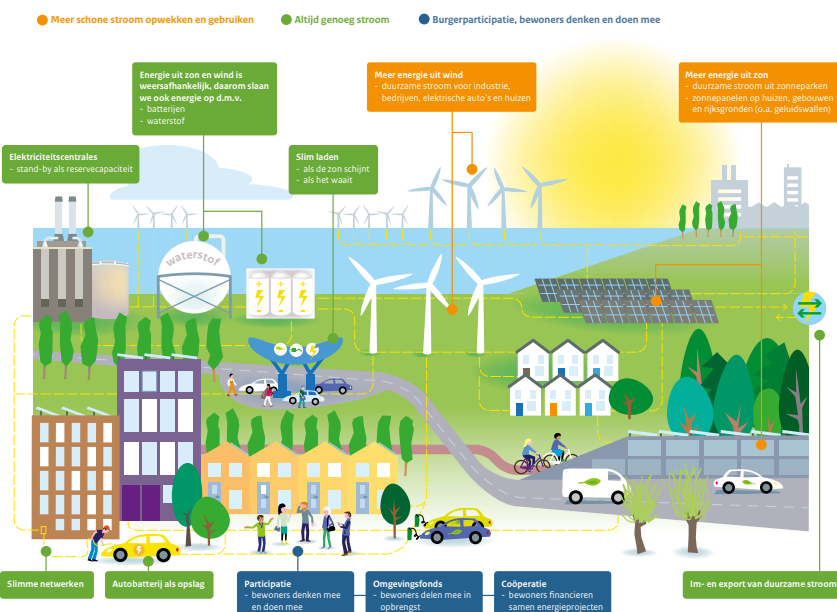 Meer schone stroom opwekken en gebruiken
Altijd genoeg stroom
Burgerparticipatie, bewoners denken en doen mee
Energie uit zon en wind is
weersafhankelijk, daarom slaan
we ook energie op d.m.v.
- batterijen
- waterstof
Meer energie uit wind
- duurzame stroom voor industrie,
bedrijven, elektrische auto's en huizen
Meer energie uit zon
- duurzame stroom uit zonneparken
- zonnepanelen op huizen, gebouwen
en rijksgronden (o.a. geluidswallen)
Elektriciteitscentrales
- stand-by als reservecapaciteit
Slim laden
- als de zon schijnt
- als het waait
waterstof
Slimme netwerken
Autobatterij als opslag
Participatie
- bewoners denken mee
en doen mee
Omgevingsfonds
- bewoners delen mee in
opbrengst
Coöperatie
- bewoners financieren
samen energieprojecten
Im- en export van duurzame stroom